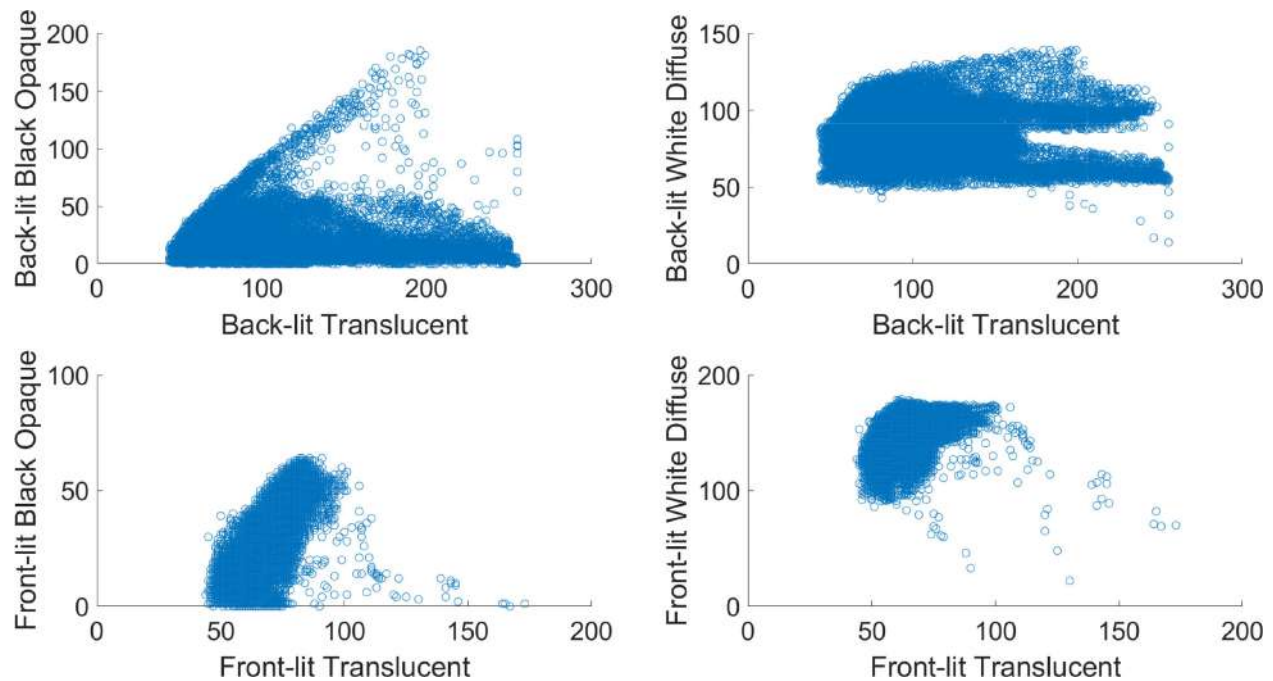 Back-lit Black Opaque
200
150
100
50
0
0 100 200 300
Back-lit Translucent
Back-lit White Diffuse
150
100
50
0
0 100 200 300
Back-lit Translucent
Front-lit Black Opaque
100
50
0
0 50 100 150 200
Front-lit Translucent
Front-lit White Diffuse
200
100
0
0 50 100 150 200
Front-lit Translucent